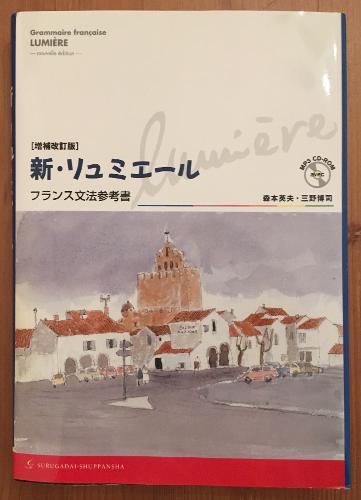 Grammaire française
LUMIÈRE
— nouvelle édition —
[増補改訂版]
lumière
新・リュミエール
フランス文法参考書
MP3 CD-ROM
avec
森本英夫・三野博司
SURUGADAI-SHUPPANSHA